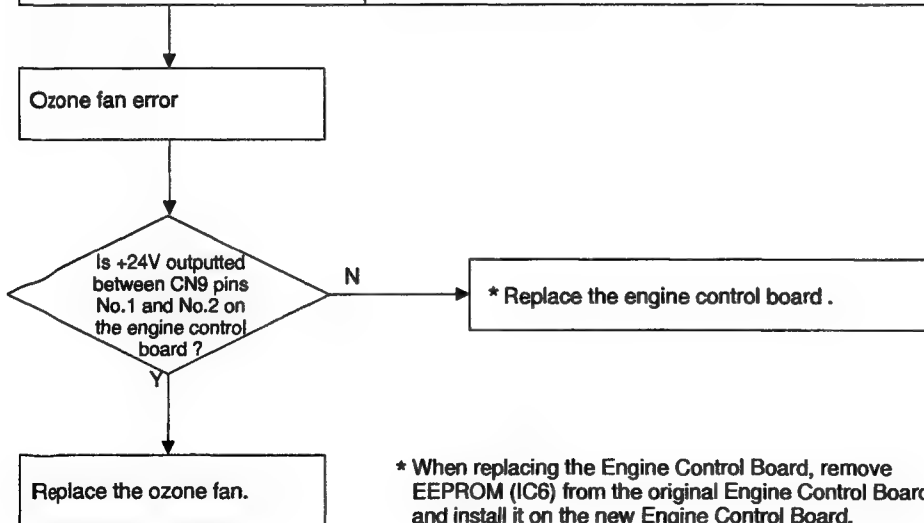 Ozone fan error
Is +24V outputted
between CN9 pins
No.1 and No.2 on
the engine control
board ?
N
* Replace the engine control board .
Y
Replace the ozone fan.
* When replacing the Engine Control Board, remove
EEPROM (IC6) from the original Engine Control Board
and install it on the new Engine Control Board.